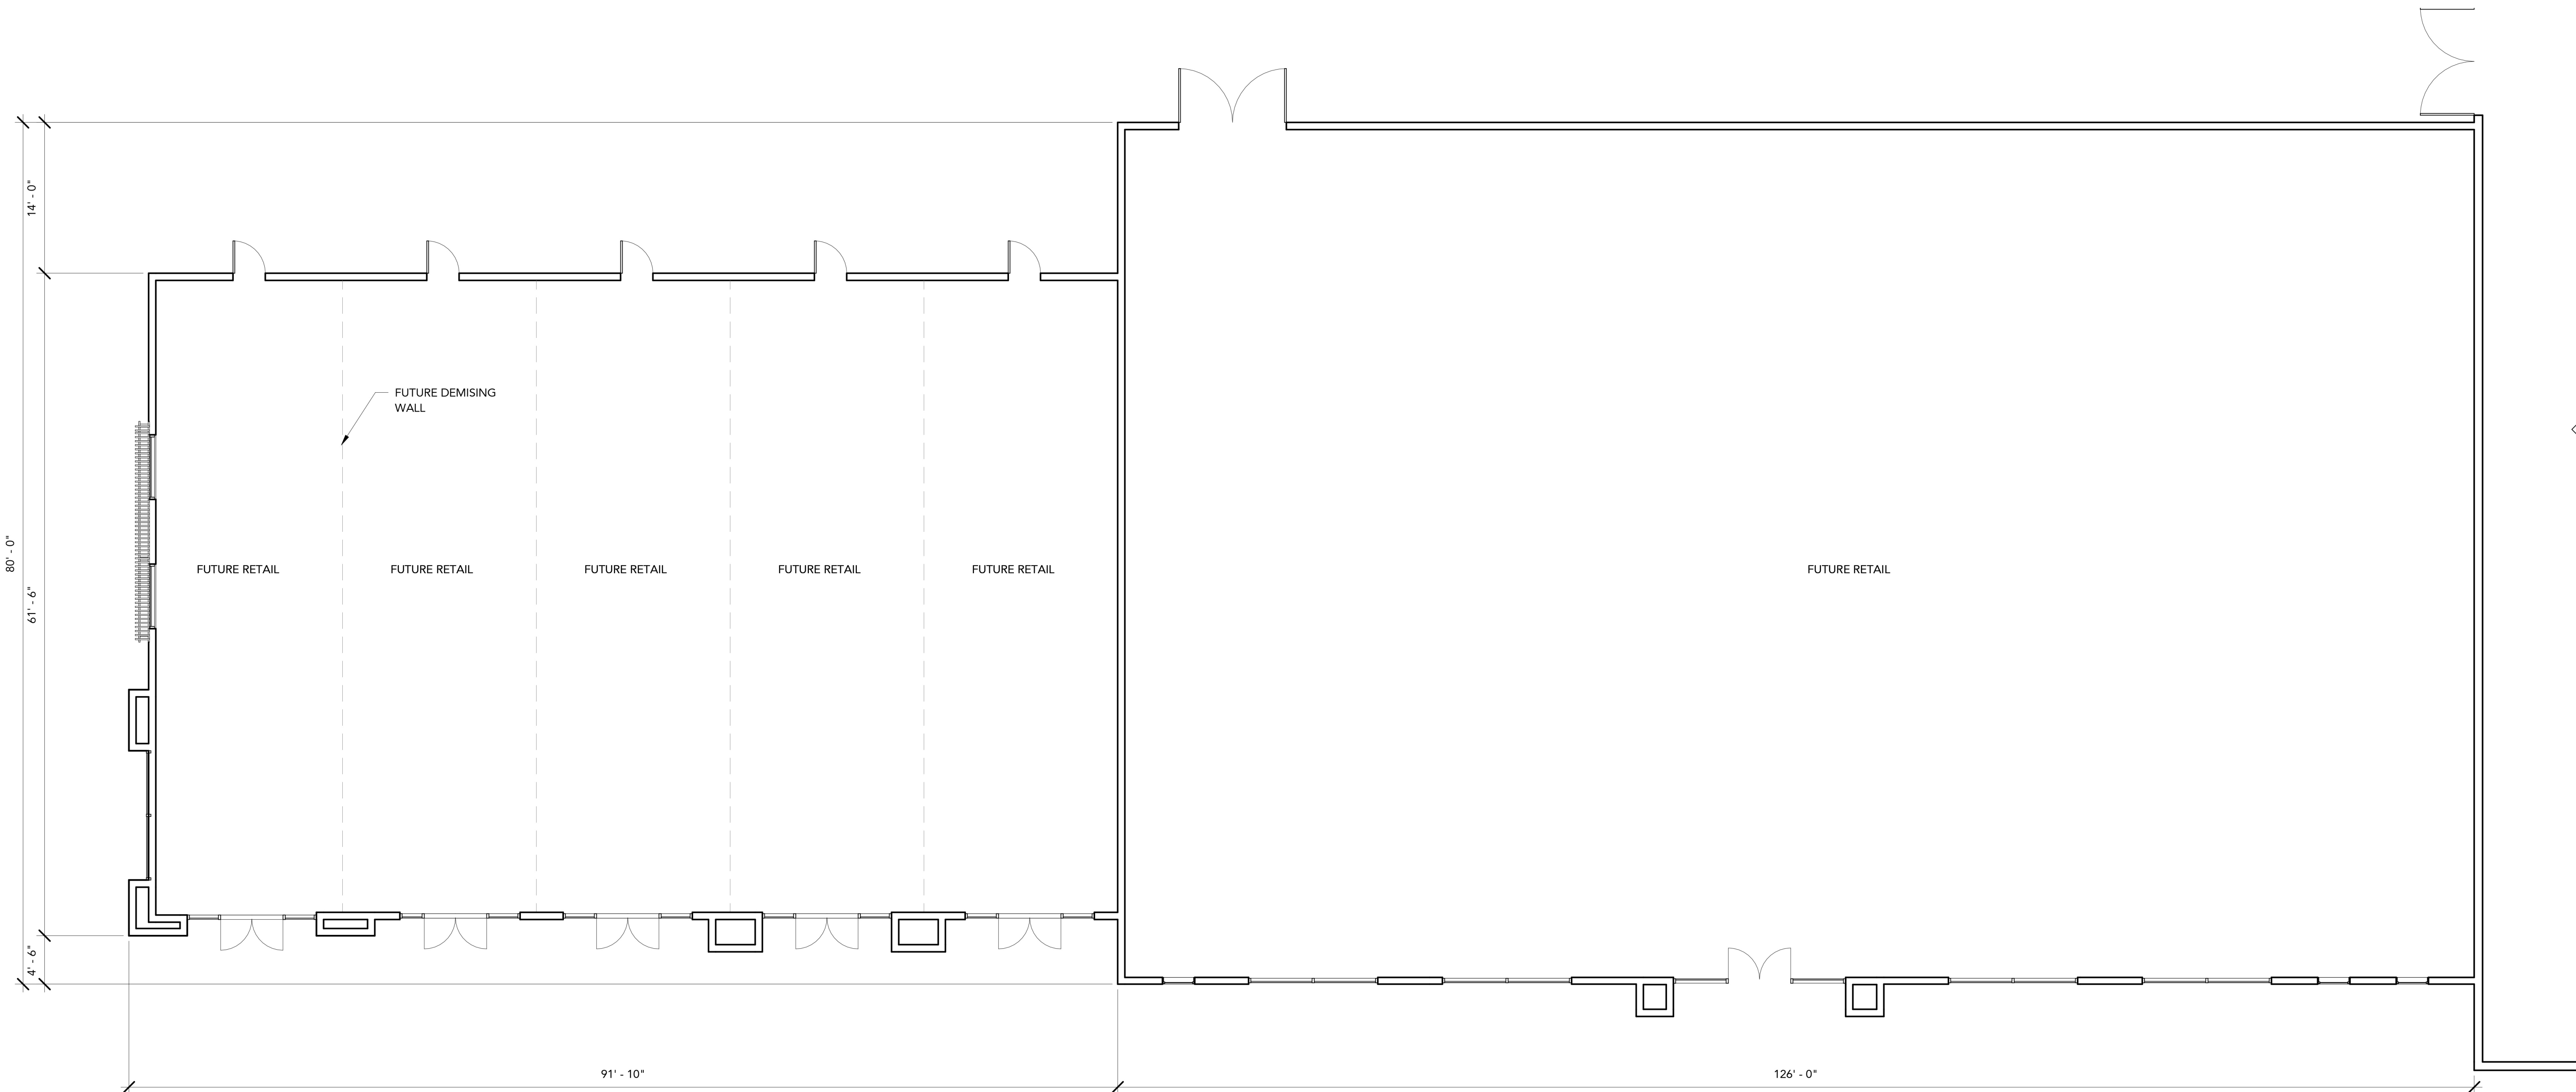 14' - 0"
FUTURE DEMISING
WALL
80' - 0"
61' - 6"
FUTURE RETAIL
FUTURE RETAIL
FUTURE RETAIL
FUTURE RETAIL
FUTURE RETAIL
FUTURE RETAIL
4' - 6"
91' - 10"
126' - 0"